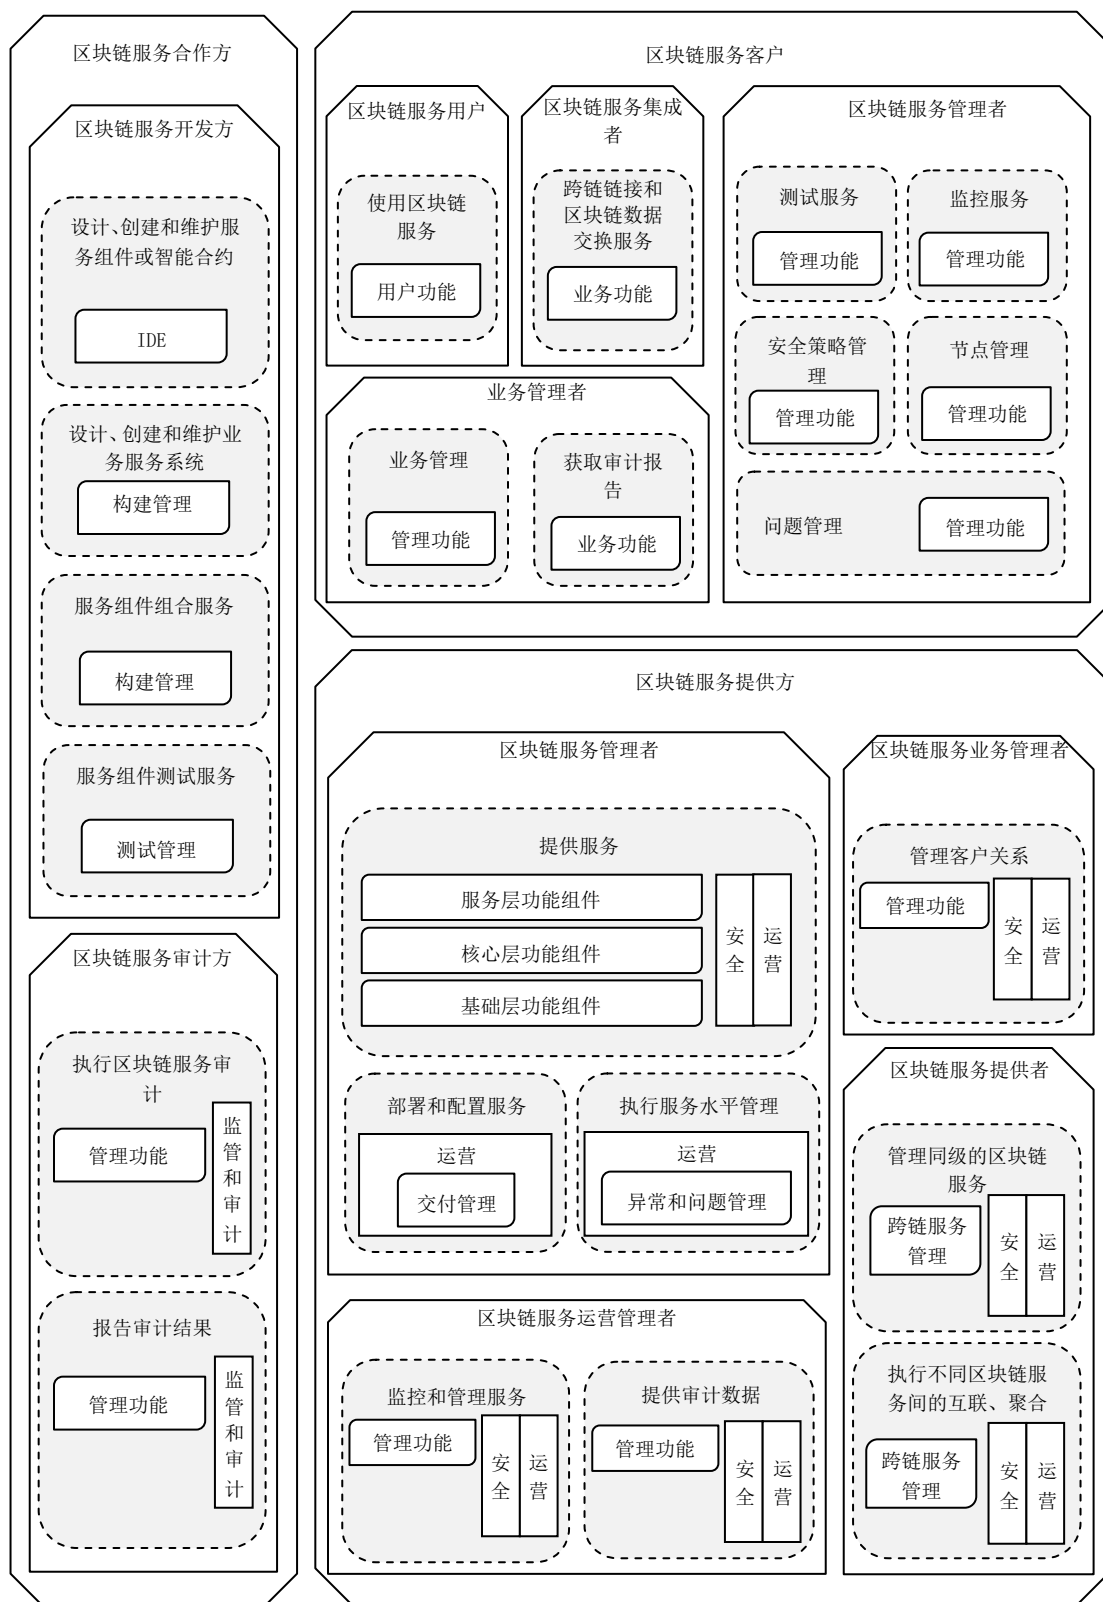 区块链服务合作方
区块链服务开发方
设计、创建和维护服
务组件或智能合约
IDE
设计、创建和维护业
务服务系统
构建管理
服务组件组合服务
构建管理
服务组件测试服务
测试管理
区块链服务审计方
执行区块链服务审
计
管理功能
监管和审计
报告审计结果
管理功能
监管和审计
区块链服务客户
区块链服务用户
使用区块链
服务
用户功能
区块链服务集成
者
跨链链接和
区块链数据
交换服务
业务功能
区块链服务管理者
测试服务
管理功能
监控服务
管理功能
安全策略管
理
管理功能
节点管理
管理功能
问题管理
管理功能
业务管理者
业务管理
管理功能
获取审计报
告
业务功能
区块链服务提供方
区块链服务管理者
提供服务
服务层功能组件
核心层功能组件
基础层功能组件
安全
运营
部署和配置服务
运营
交付管理
执行服务水平管理
运营
异常和问题管理
区块链服务业务管理者
管理客户关系
管理功能
安全
运营
区块链服务提供者
管理同级的区块链
服务
跨链服务
管理
安全
运营
执行不同区块链服
务间的互联、聚合
跨链服务
管理
安全
运营
区块链服务运营管理者
监控和管理服务
管理功能
安全
运营
提供审计数据
管理功能
安全
运营